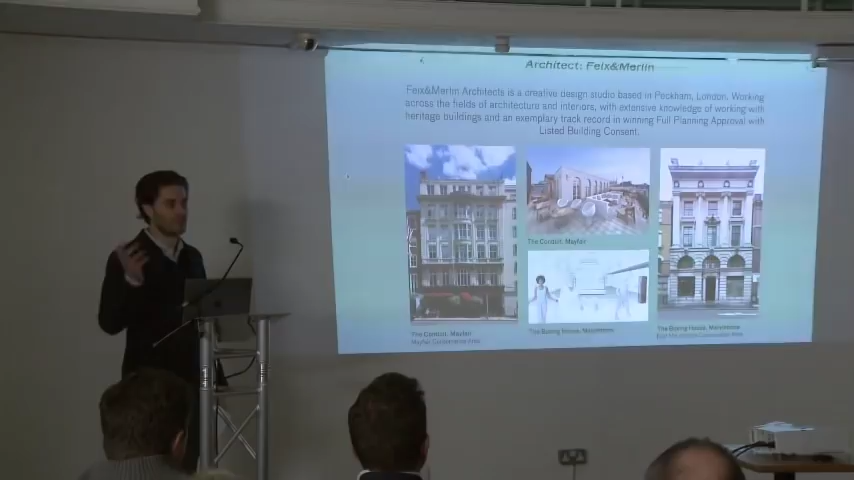 Architect: Feix&Merlin
Feix&Merlin Architects is a creative design studio based in Peckham, London. Working
across the fields of architecture and interiors, with extensive knowledge of working with
heritage buildings and an exemplary track record in winning Full Planning Approval with
Listed Building Consent.
The Conduit, Mayfair
The Conduit, Mayfair
Mayfair Conservation Area
The Boxing House, Marylebone
The Boxing House, Marylebone